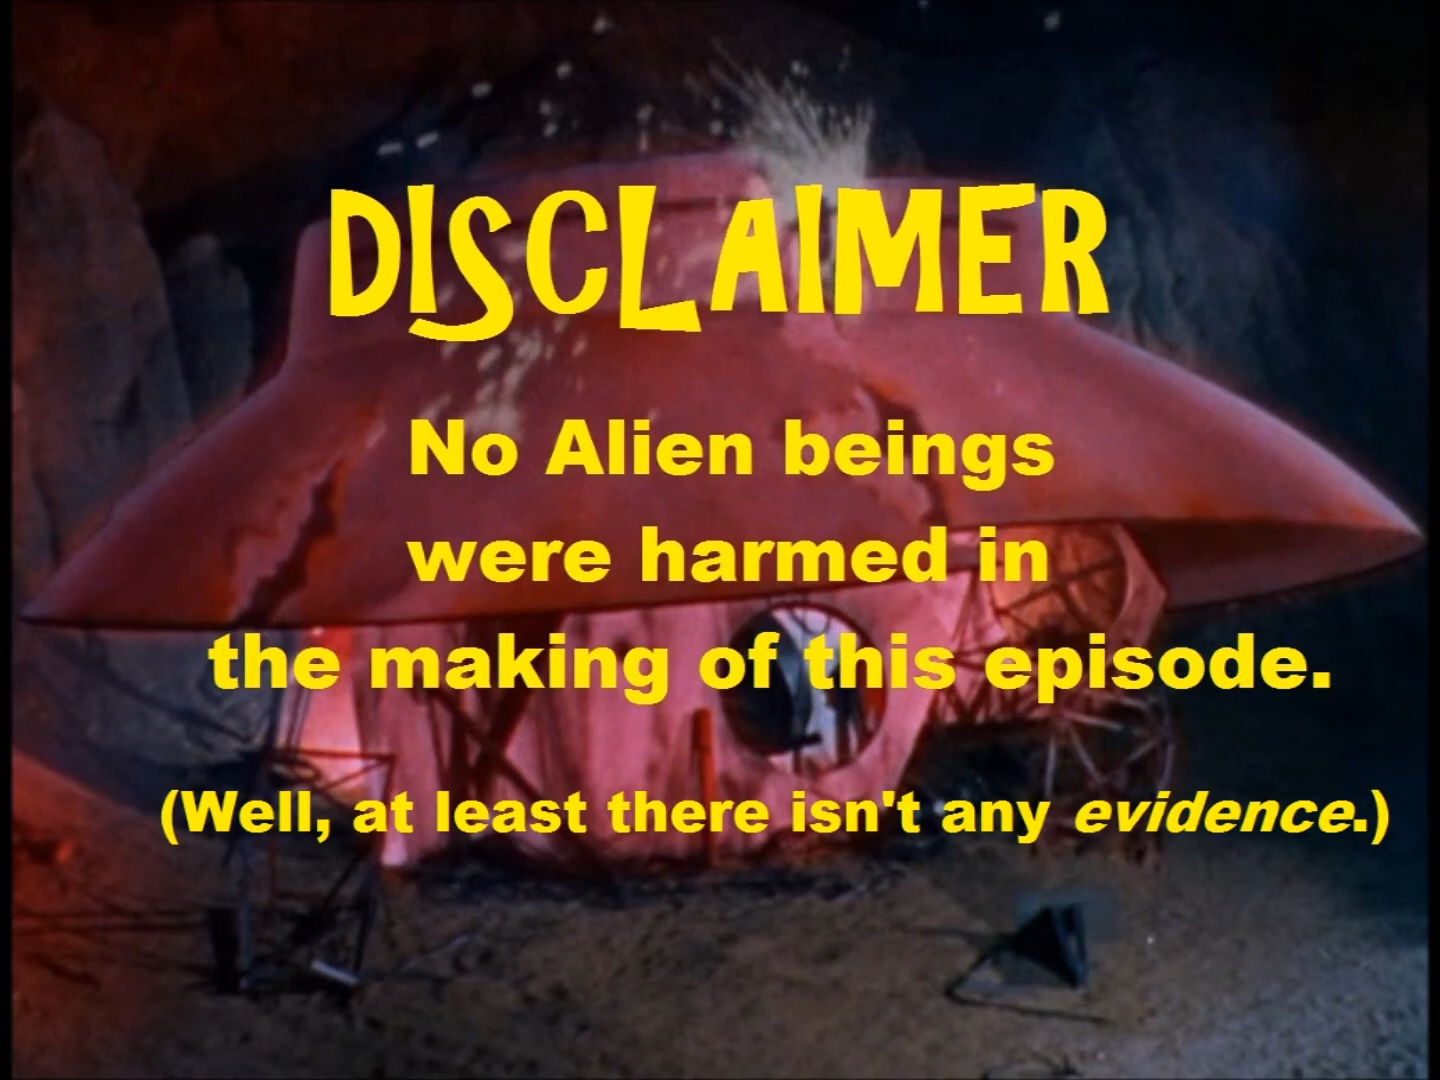 DISCLAIMER
No Alien beings
were harmed in
the making of this episode.
(Well, at least there isn't any evidence.)